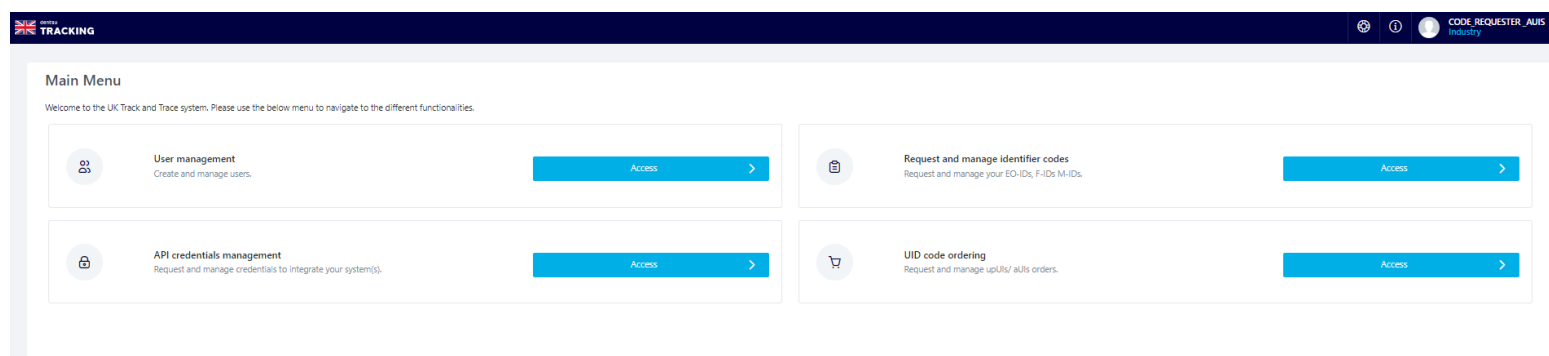 dentsu
TRACKING
CODE_REQUESTER_AUIS
Industry
Main Menu
Welcome to the UK Track and Trace system. Please use the below menu to navigate to the different functionalities.
User management
Create and manage users.
Access
Request and manage identifier codes
Request and manage your EO-IDs, F-IDs M-IDs.
Access
API credentials management
Request and manage credentials to integrate your system(s).
Access
UID code ordering
Request and manage upUIs/ aUIs orders.
Access